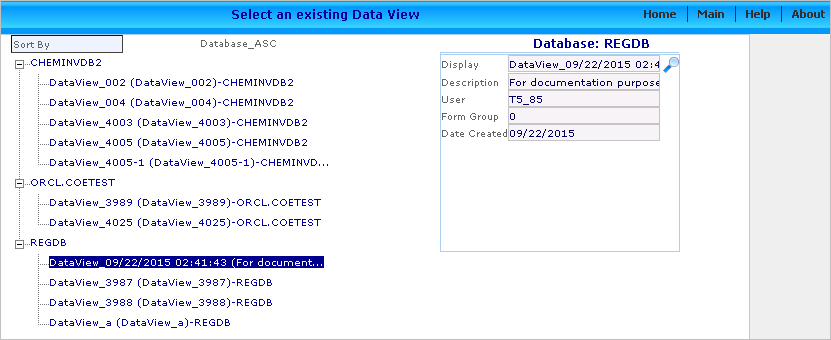 Select an existing Data View
Home Main Help About
Sort By Database_ASC
CHEMINVDB2
DataView_002 (DataView_002)-CHEMINVDB2
DataView_004 (DataView_004)-CHEMINVDB2
DataView_4003 (DataView_4003)-CHEMINVDB2
DataView_4005 (DataView_4005)-CHEMINVDB2
DataView_4005-1 (DataView_4005-1)-CHEMINVD...
ORCL.COETEST
DataView_3989 (DataView_3989)-ORCL.COETEST
DataView_4025 (DataView_4025)-ORCL.COETEST
REGDB
DataView_09/22/2015 02:41:43 (For document...
DataView_3987 (DataView_3987)-REGDB
DataView_3988 (DataView_3988)-REGDB
DataView_a (DataView_a)-REGDB
Database: REGDB
Display DataView_09/22/2015 02:4
Description For documentation purpose
User T5_85
Form Group 0
Date Created 09/22/2015